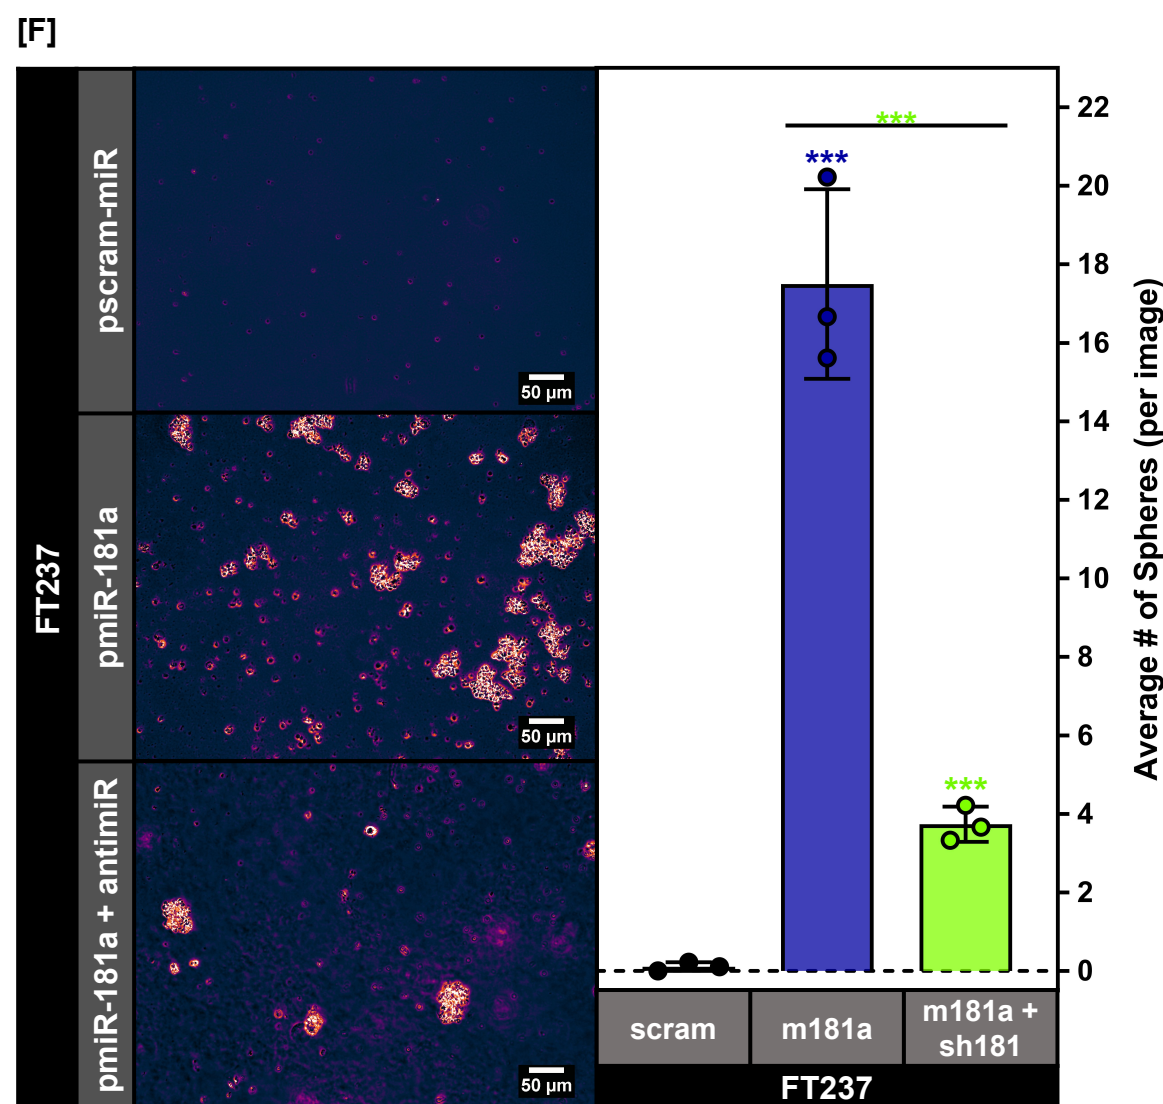 [F]
FT237
pscram-miR
50 µm
pmiR-181a
50 µm
pmiR-181a + antimiR
50 µm
***
***
***
22
20
18
16
14
12
10
8
6
4
2
0
Average # of Spheres (per image)
scram
m181a
m181a +
sh181
FT237